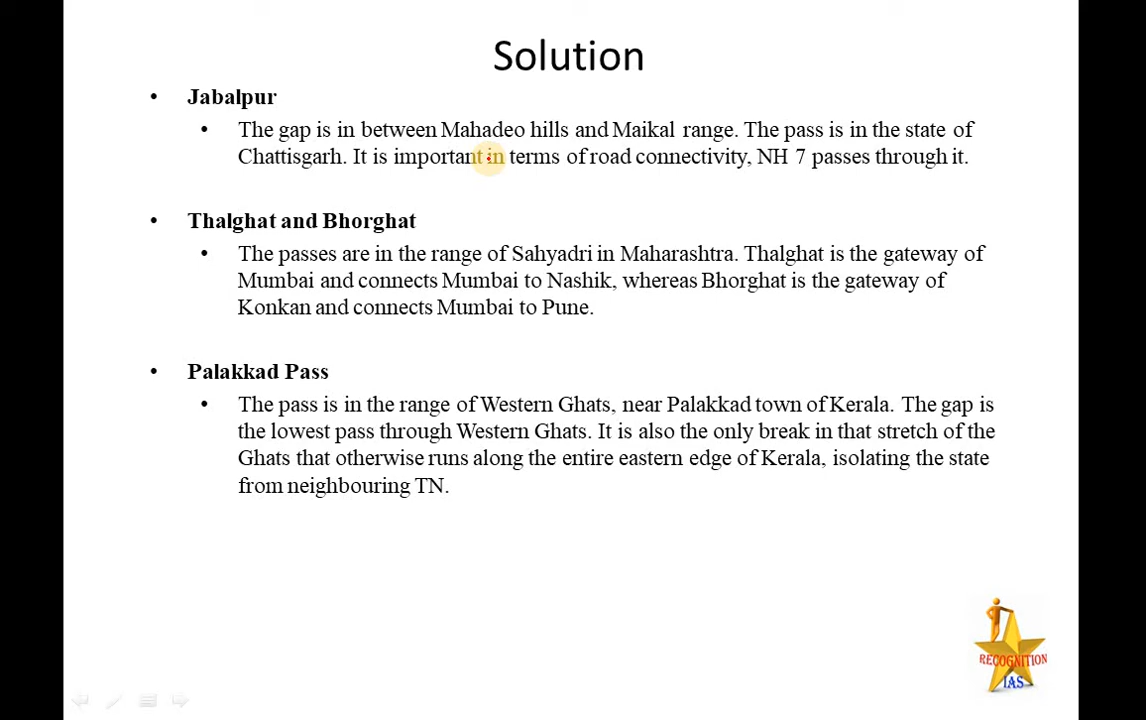 Solution
• Jabalpur
• The gap is in between Mahadeo hills and Maikal range. The pass is in the state of
Chattisgarh. It is important in terms of road connectivity, NH 7 passes through it.
• Thalghat and Bhorghat
• The passes are in the range of Sahyadri in Maharashtra. Thalghat is the gateway of
Mumbai and connects Mumbai to Nashik, whereas Bhorghat is the gateway of
Konkan and connects Mumbai to Pune.
• Palakkad Pass
• The pass is in the range of Western Ghats, near Palakkad town of Kerala. The gap is
the lowest pass through Western Ghats. It is also the only break in that stretch of the
Ghats that otherwise runs along the entire eastern edge of Kerala, isolating the state
from neighbouring TN.
RECOGNITION
IAS